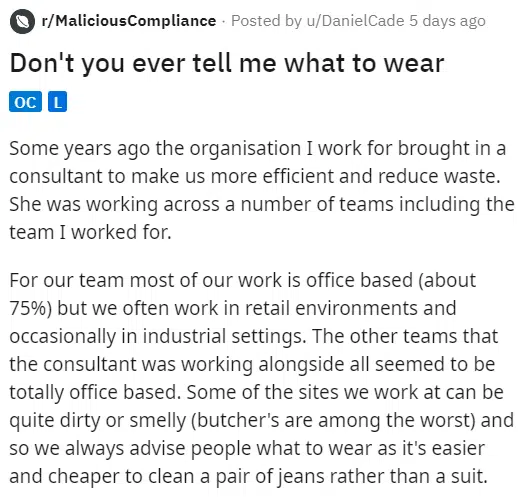 r/MaliciousCompliance · Posted by u/DanielCade 5 days ago
Don't you ever tell me what to wear
OC L
Some years ago the organisation I work for brought in a
consultant to make us more efficient and reduce waste.
She was working across a number of teams including the
team I worked for.
For our team most of our work is office based (about
75%) but we often work in retail environments and
occasionally in industrial settings. The other teams that
the consultant was working alongside all seemed to be
totally office based. Some of the sites we work at can be
quite dirty or smelly (butcher's are among the worst) and
so we always advise people what to wear as it's easier
and cheaper to clean a pair of jeans rather than a suit.